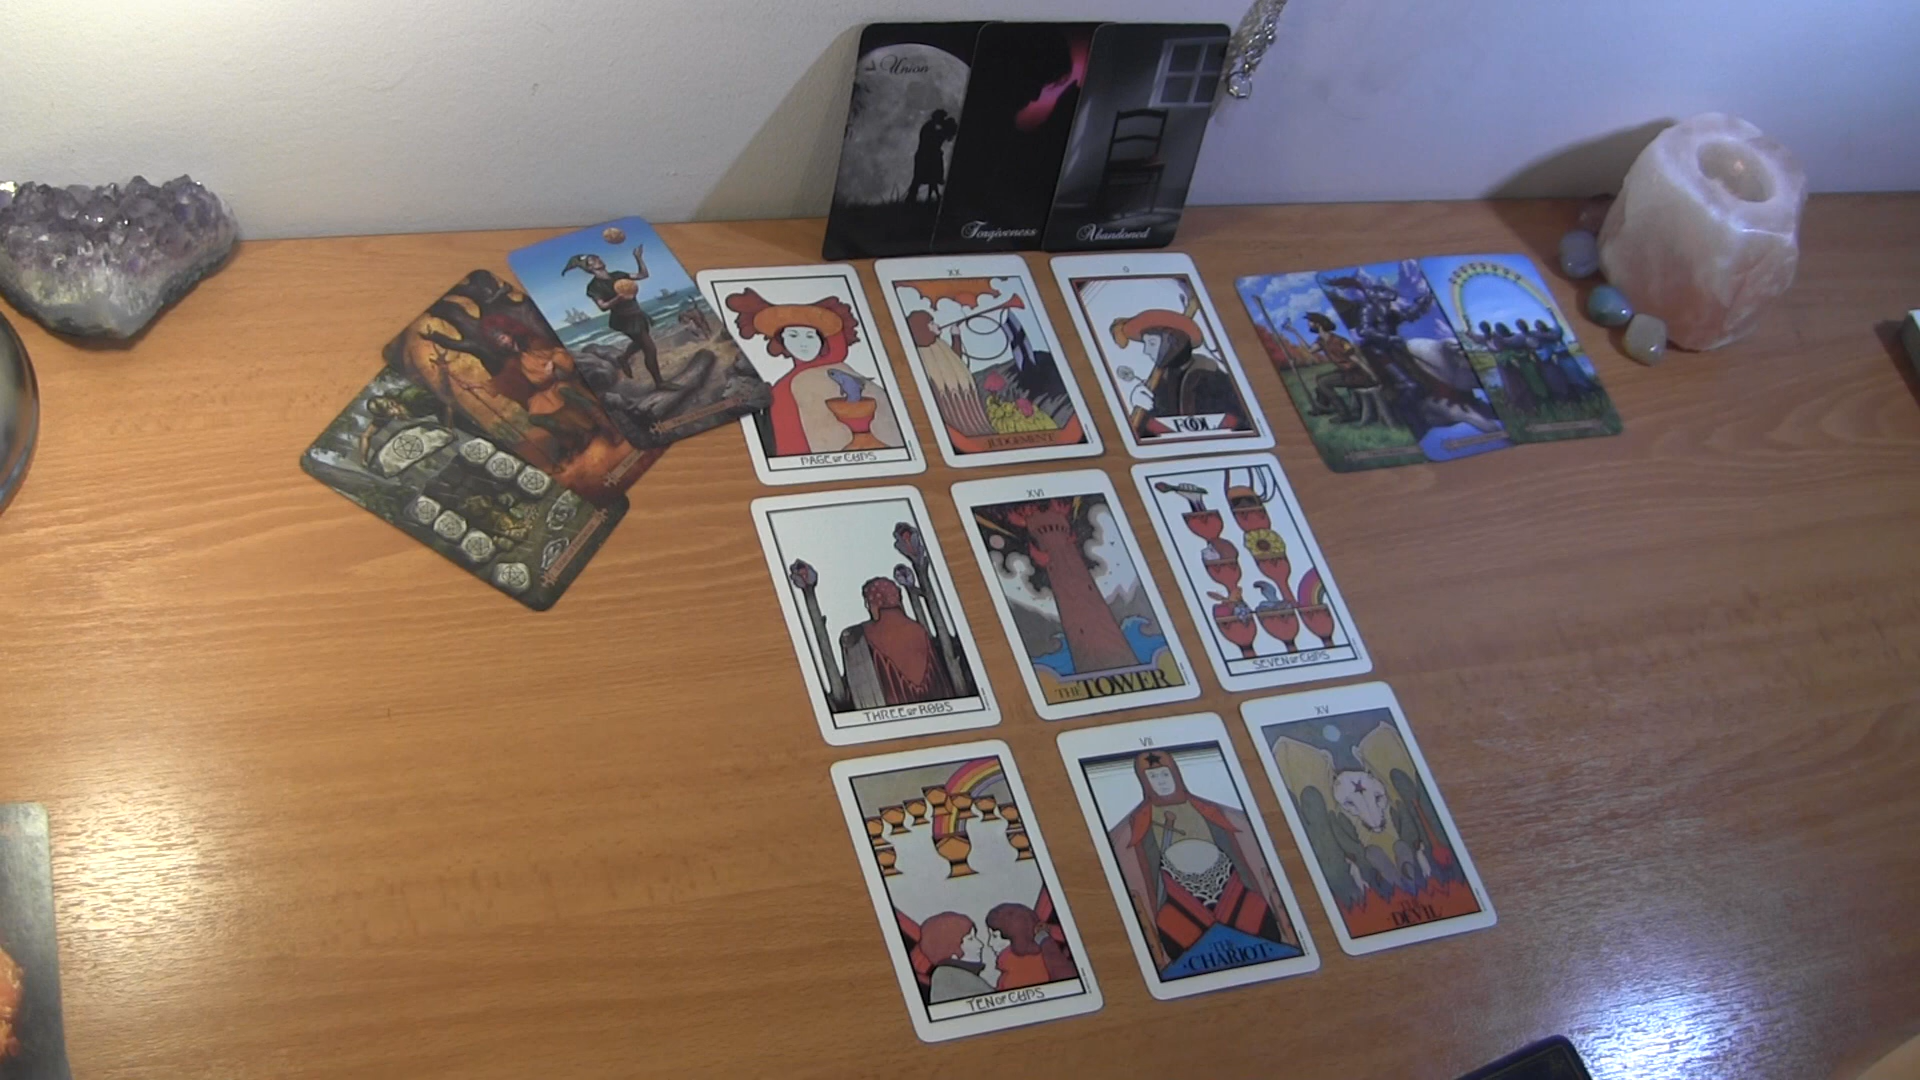 Union
Forgiveness
Abandoned
PAGE OF CUPS
XX
JUDGEMENT
0
FOOL
THREE OF RODS
XVI
THE TOWER
SEVEN OF CUPS
TEN OF CUPS
VII
THE
CHARIOT
XV
THE
DEVIL